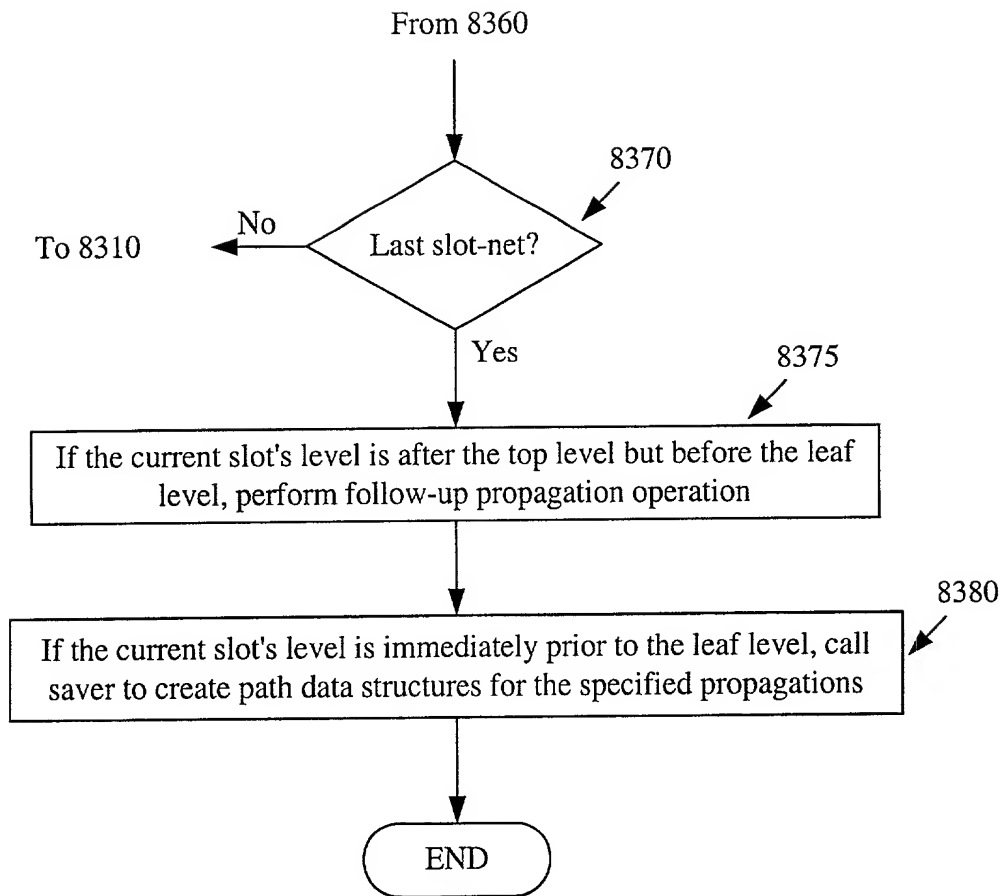 From 8360
8370
No
To 8310
Last slot-net?
Yes
8375
If the current slot's level is after the top level but before the leaf
level, perform follow-up propagation operation
8380
If the current slot's level is immediately prior to the leaf level, call
saver to create path data structures for the specified propagations
END